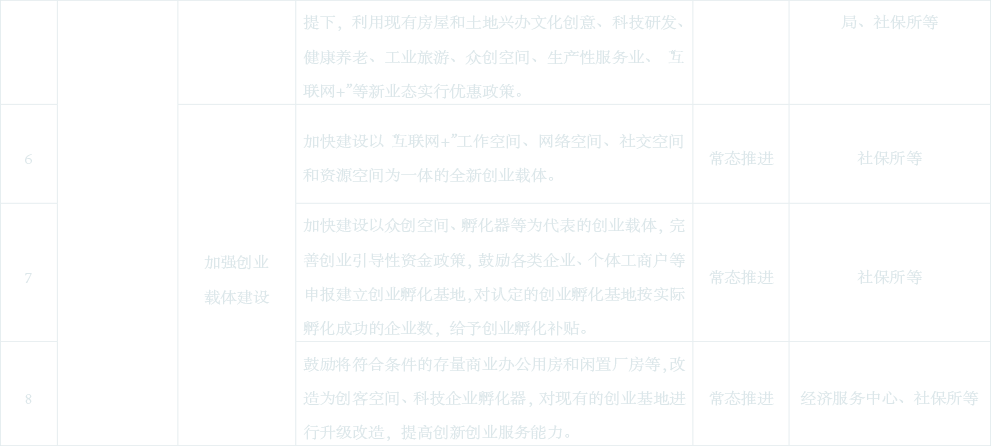 提下，利用现有房屋和土地兴办文化创意、科技研发、
健康养老、工业旅游、众创空间、生产性服务业、“互
联网+”等新业态实行优惠政策。
局、社保所等
6
加快建设以“互联网+”工作空间、网络空间、社交空间
和资源空间为一体的全新创业载体。
常态推进
社保所等
加强创业
载体建设
7
加快建设以众创空间、孵化器等为代表的创业载体，完
善创业引导性资金政策，鼓励各类企业、个体工商户等
申报建立创业孵化基地，对认定的创业孵化基地按实际
孵化成功的企业数，给予创业孵化补贴。
常态推进
社保所等
8
鼓励将符合条件的存量商业办公用房和闲置厂房等，改
造为创客空间、科技企业孵化器，对现有的创业基地进
行升级改造，提高创新创业服务能力。
常态推进
经济服务中心、社保所等